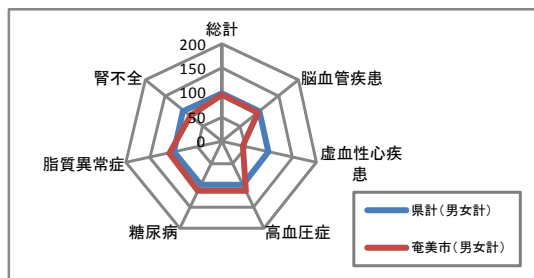 総計
200
150
100
50
0
脳血管疾患
虚血性心疾
患
高血圧症
糖尿病
脂質異常症
腎不全
県計(男女計)
奄美市(男女計)